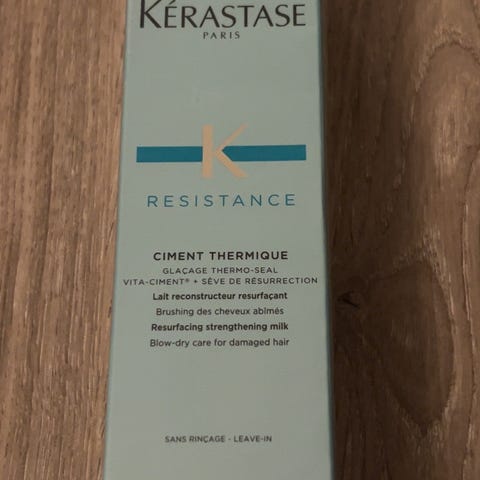 KÉRASTASE
PARIS
K
RESISTANCE
CIMENT THERMIQUE
GLAÇAGE THERMO-SEAL
VITA-CIMENT® + SÈVE DE RÉSURRECTION
Lait reconstructeur resurfaçant
Brushing des cheveux abîmés
Resurfacing strengthening milk
Blow-dry care for damaged hair
SANS RINÇAGE - LEAVE-IN